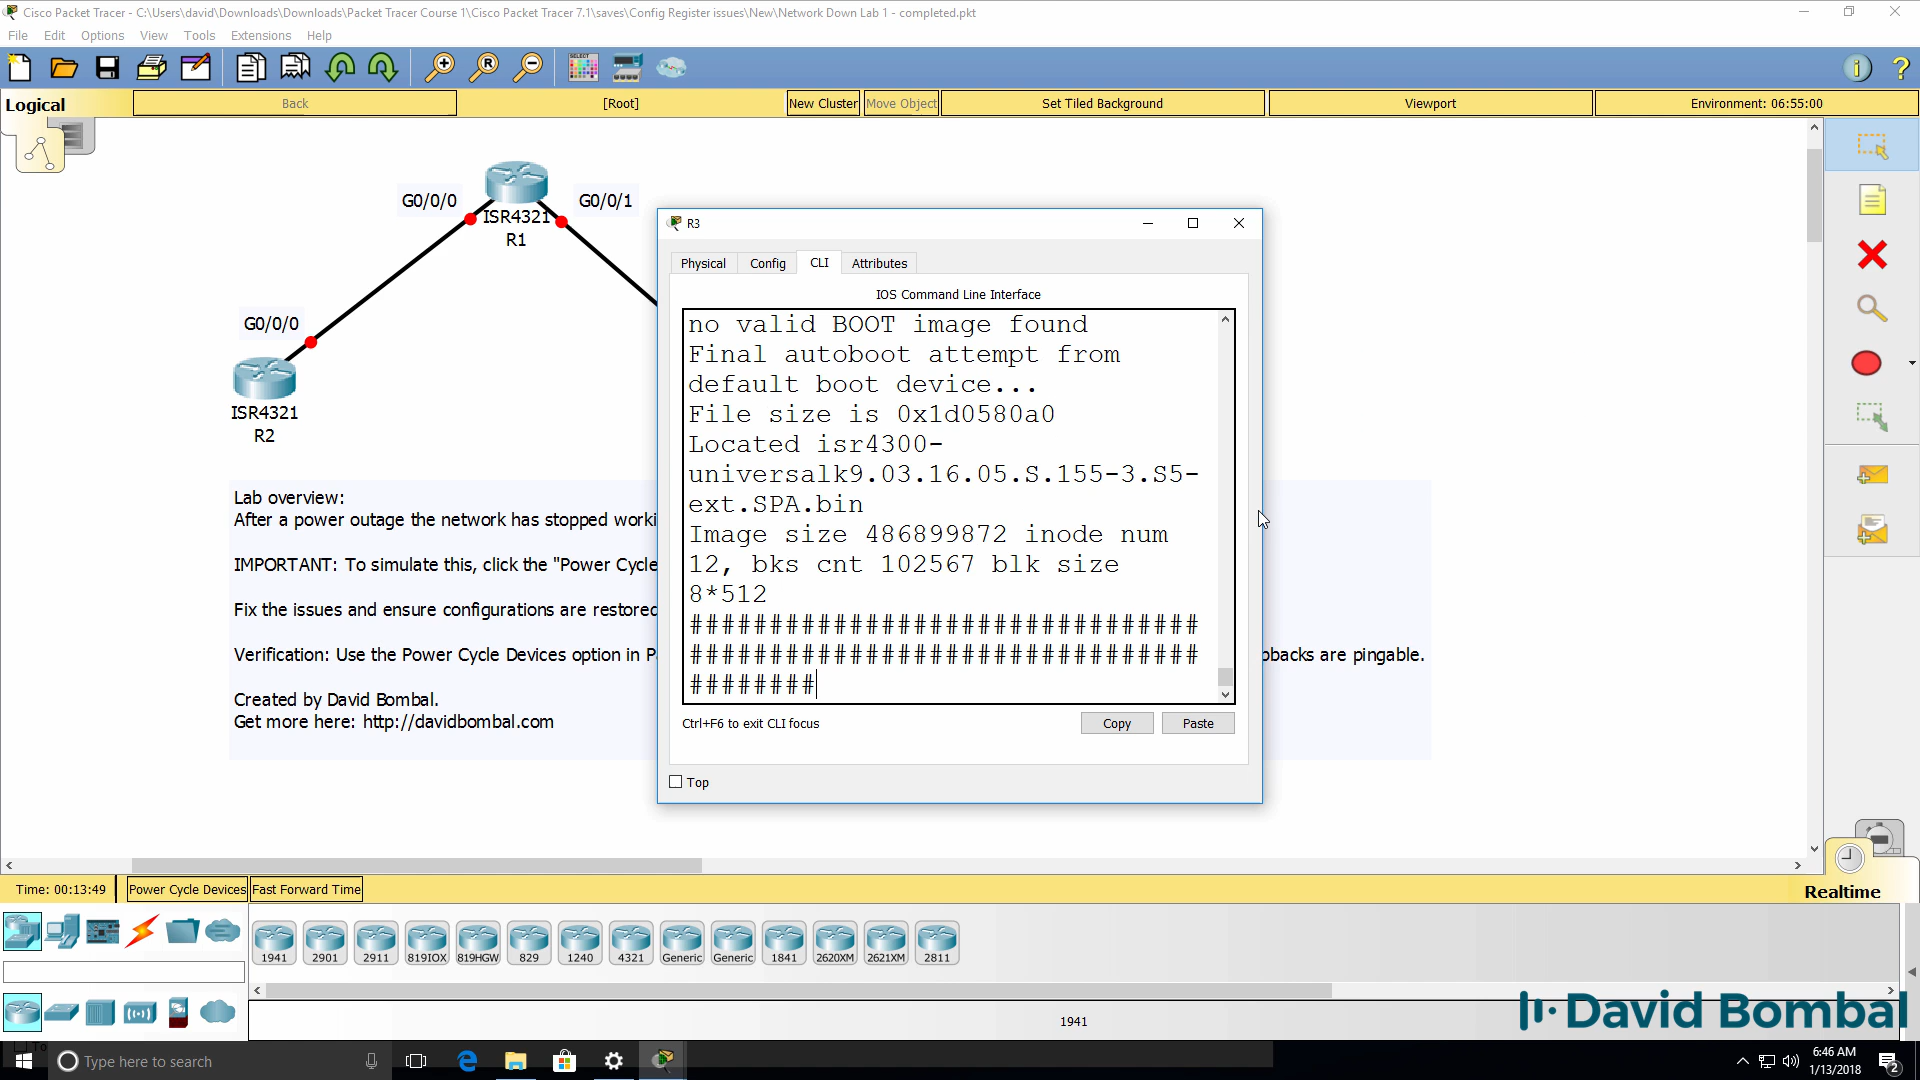 Cisco Packet Tracer - C:\Users\david\Downloads\Downloads\Packet Tracer Course 1\Cisco Packet Tracer 7.1\saves\Config Register issues\New\Network Down Lab 1 - completed.pkt
File Edit Options View Tools Extensions Help
Logical Back [Root] New Cluster Move Object Set Tiled Background Viewport Environment: 06:55:00
G0/0/0
G0/0/1
ISR4321
R1
G0/0/0
ISR4321
R2
Lab overview:
After a power outage the network has stopped worki
IMPORTANT: To simulate this, click the "Power Cycle
Fix the issues and ensure configurations are restored
Verification: Use the Power Cycle Devices option in P
backs are pingable.
Created by David Bombal.
Get more here: http://davidbombal.com
R3
Physical Config CLI Attributes
IOS Command Line Interface
no valid BOOT image found
Final autoboot attempt from
default boot device...
File size is 0x1d0580a0
Located isr4300-
universalk9.03.16.05.S.155-3.S5-
ext.SPA.bin
Image size 486899872 inode num
12, bks cnt 102567 blk size
8*512
################################
################################
########
Ctrl+F6 to exit CLI focus
Copy Paste
Top
Time: 00:13:49 Power Cycle Devices Fast Forward Time
Realtime
1941 2901 2911 819IOX 819HGW 829 1240 4321 Generic Generic 1841 2620XM 2621XM 2811
1941
David Bombal
Type here to search
6:46 AM
1/13/2018
2